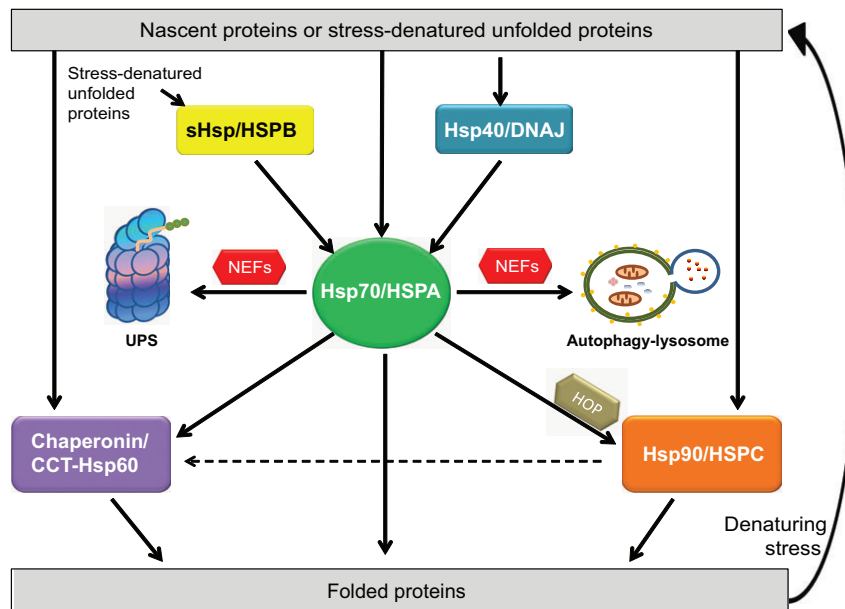 Nascent proteins or stress-denatured unfolded proteins
Stress-denatured
unfolded
proteins
sHsp/HSPB
Hsp40/DNAJ
NEFs
NEFs
Hsp70/HSPA
UPS
Autophagy-lysosome
HOP
Chaperonin/
CCT-Hsp60
Hsp90/HSPC
Denaturing
stress
Folded proteins